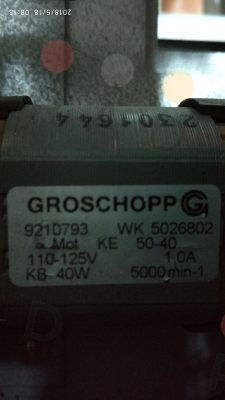 2018/5/18 08:18
2301644
GROSCHOPP G
9210793 WK 5026802
Mot KE 50-40
110-125V 1.0A
KB 40W 5000min-1